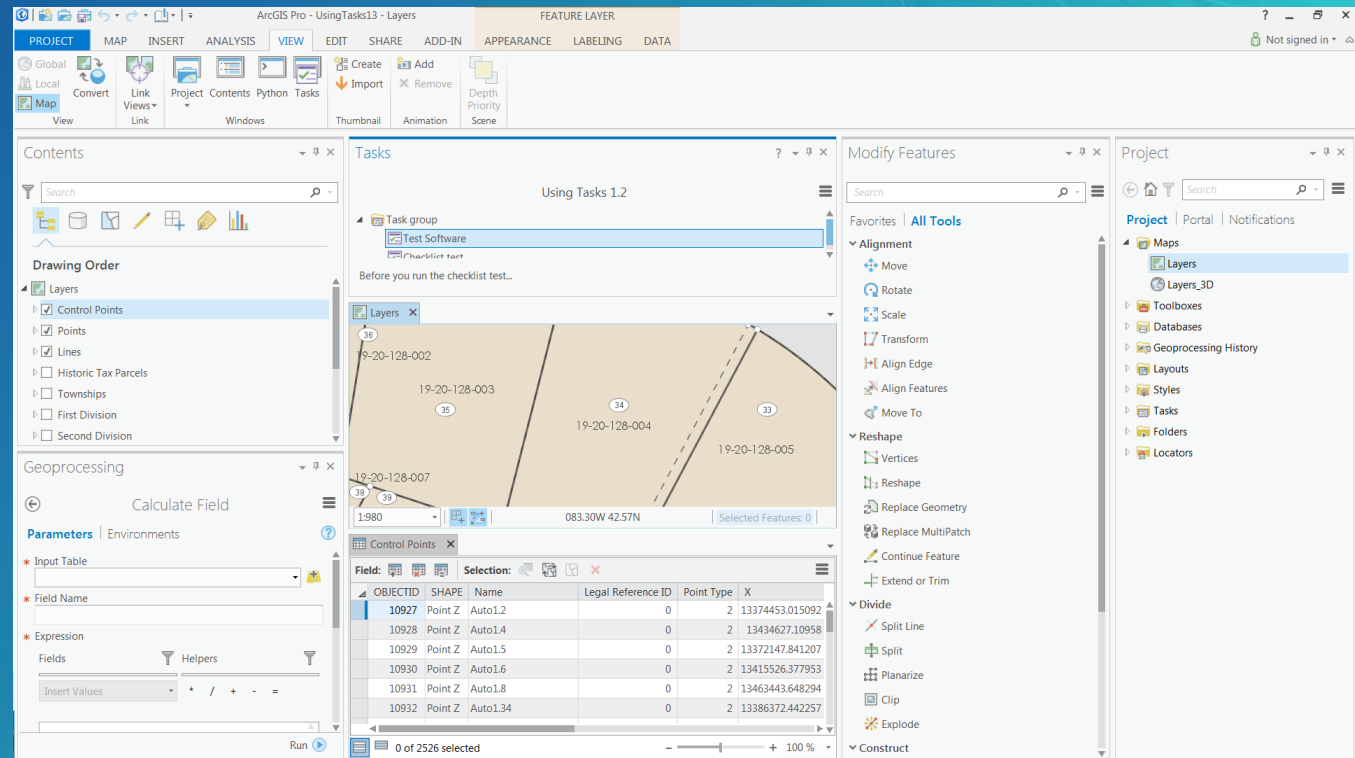 ArcGIS Pro - UsingTasks13 - Layers
FEATURE LAYER
?
PROJECT MAP INSERT ANALYSIS VIEW EDIT SHARE ADD-IN APPEARANCE LABELING DATA
Not signed in
Global
Local
Map
Convert
View
Link Views
Link
Project Contents Python Tasks
Windows
Create
Import
Thumbnail
Add
Remove
Animation
Depth Priority
Scene
Contents
Search
Drawing Order
Layers
Control Points
Points
Lines
Historic Tax Parcels
Townships
First Division
Second Division
Geoprocessing
Calculate Field
Parameters Environments
?
* Input Table
* Field Name
* Expression
Fields Helpers
Insert Values * / + - =
Run
Tasks
?
Using Tasks 1.2
Task group
Test Software
Checklist test
Before you run the checklist test...
Layers
36
19-20-128-002
19-20-128-003
35
34
19-20-128-004
33
19-20-128-005
19-20-128-007
38
39
1:980 083.30W 42.57N Selected Features: 0
Control Points
Field: Selection:
OBJECTID SHAPE Name Legal Reference ID Point Type X
10927 Point Z Auto1.2 0 2 13374453.015092
10928 Point Z Auto1.4 0 2 13434627.10958
10929 Point Z Auto1.5 0 2 13372147.841207
10930 Point Z Auto1.6 0 2 13415526.377953
10931 Point Z Auto1.8 0 2 13463443.648294
10932 Point Z Auto1.34 0 2 13386372.442257
0 of 2526 selected - + 100 %
Modify Features
Search
Favorites All Tools
Alignment
Move
Rotate
Scale
Transform
Align Edge
Align Features
Move To
Reshape
Vertices
Reshape
Replace Geometry
Replace MultiPatch
Continue Feature
Extend or Trim
Divide
Split Line
Split
Planarize
Clip
Explode
Construct
Project
Search
Project Portal Notifications
Maps
Layers
Layers_3D
Toolboxes
Databases
Geoprocessing History
Layouts
Styles
Tasks
Folders
Locators